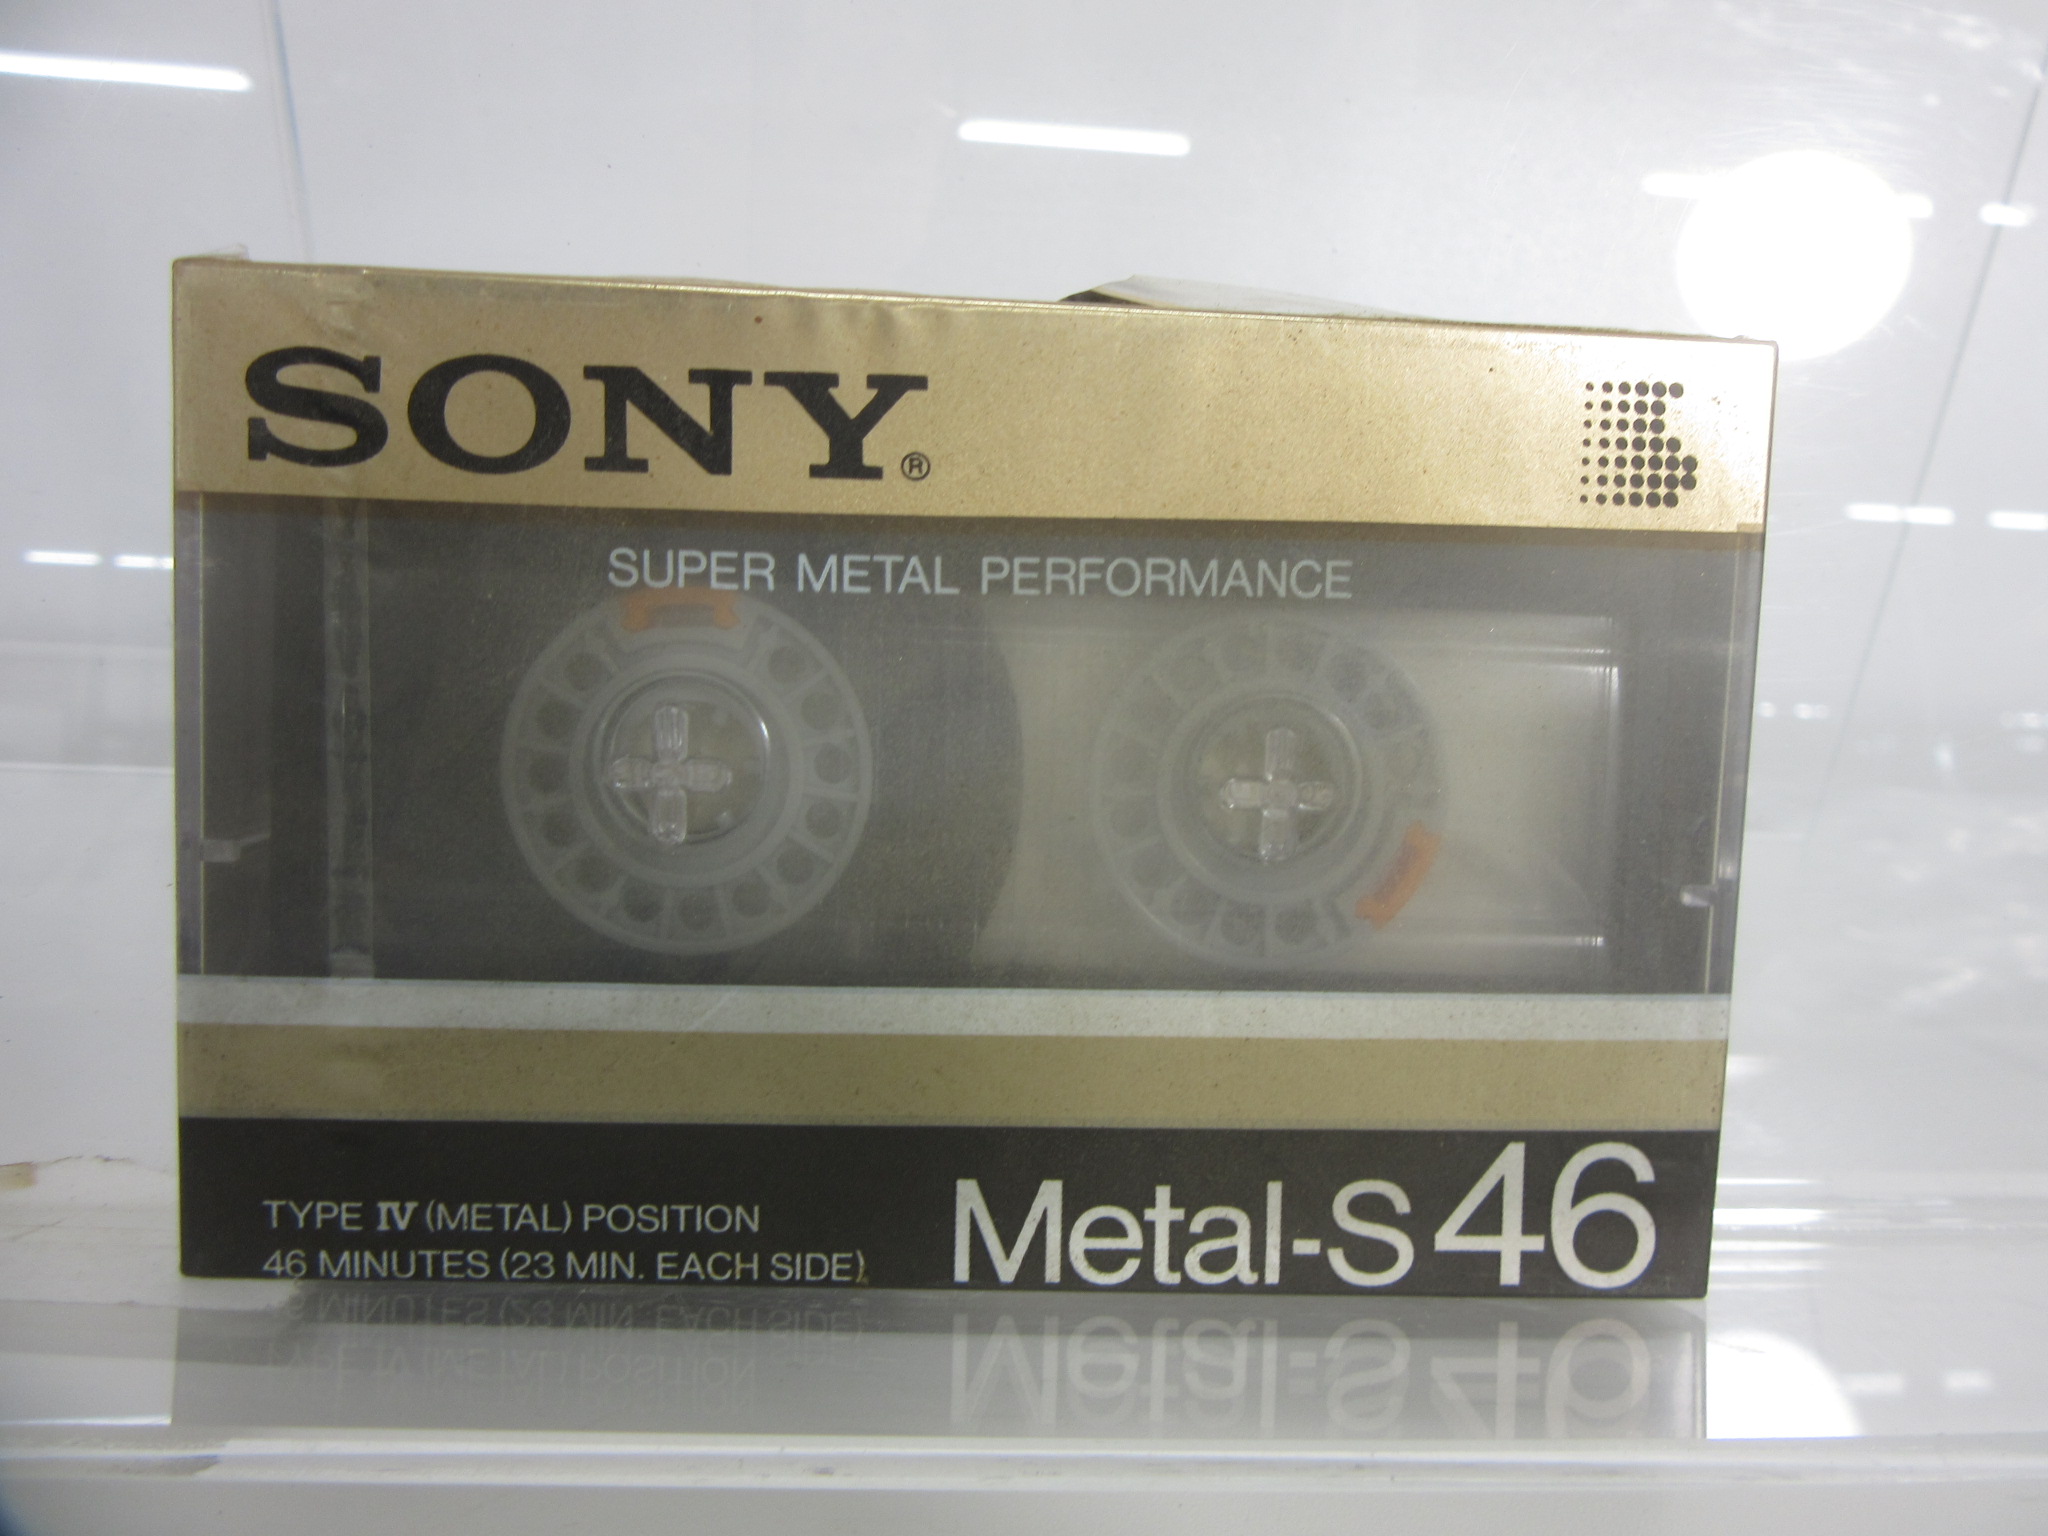 SONY®
SUPER METAL PERFORMANCE
TYPE IV (METAL) POSITION
46 MINUTES (23 MIN. EACH SIDE)
Metal-S 46